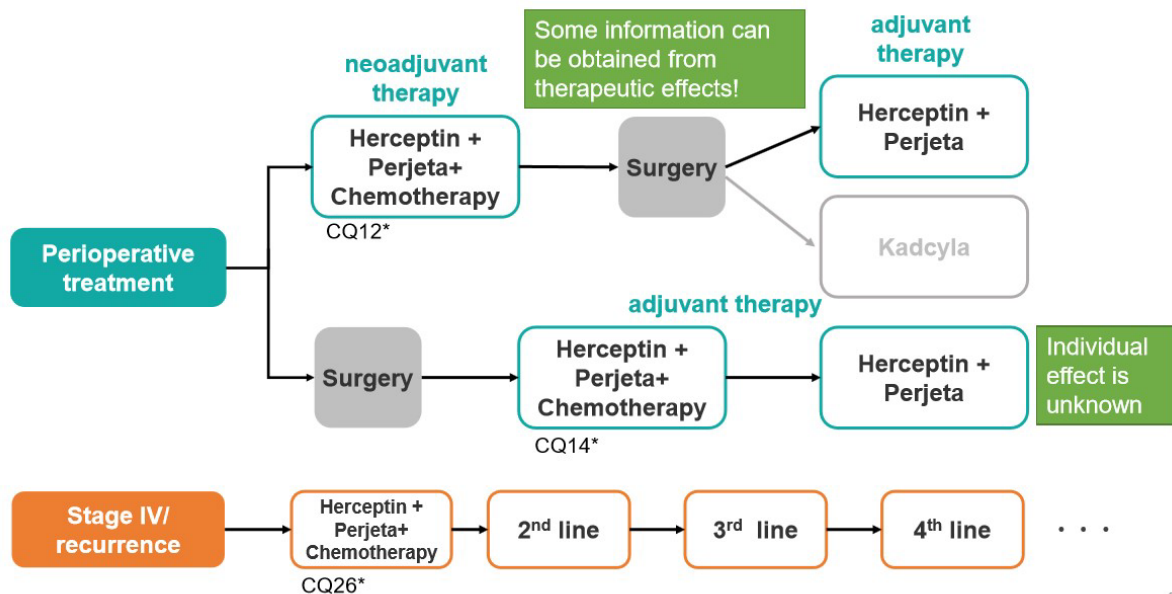 Some information can
be obtained from
therapeutic effects!
adjuvant
therapy
neoadjuvant
therapy
Herceptin +
Perjeta+
Chemotherapy
CQ12*
Surgery
Herceptin +
Perjeta
Kadcyla
Perioperative
treatment
adjuvant therapy
Surgery
Herceptin +
Perjeta+
Chemotherapy
CQ14*
Herceptin +
Perjeta
Individual
effect is
unknown
Stage IV/
recurrence
Herceptin +
Perjeta+
Chemotherapy
CQ26*
2nd line
3rd line
4th line
· · ·